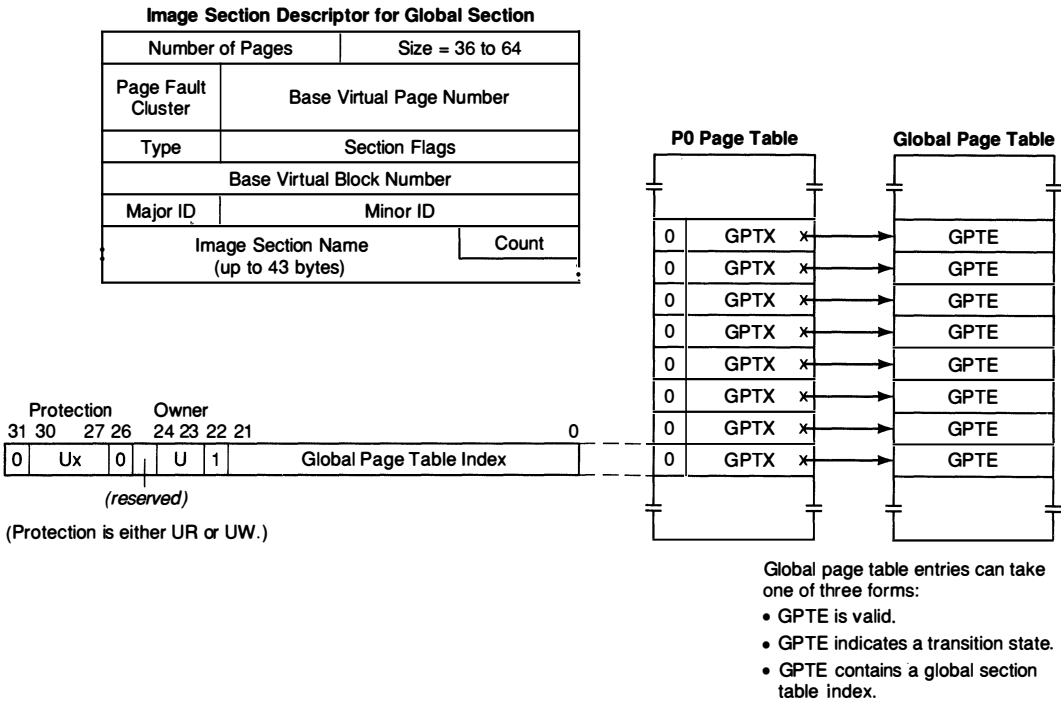 Image Section Descriptor for Global Section
Number of Pages Size = 36 to 64
Page Fault
Cluster
Base Virtual Page Number
Type Section Flags
Base Virtual Block Number
Major ID Minor ID
Image Section Name
(up to 43 bytes)
Count
P0 Page Table Global Page Table
0 GPTX x GPTE
0 GPTX x GPTE
0 GPTX x GPTE
0 GPTX x GPTE
0 GPTX x GPTE
0 GPTX x GPTE
0 GPTX x GPTE
0 GPTX x GPTE
Protection Owner
31 30 27 26 24 23 22 21 0
0 Ux 0 U 1 Global Page Table Index
(reserved)
(Protection is either UR or UW.)
Global page table entries can take
one of three forms:
• GPTE is valid.
• GPTE indicates a transition state.
• GPTE contains a global section
table index.